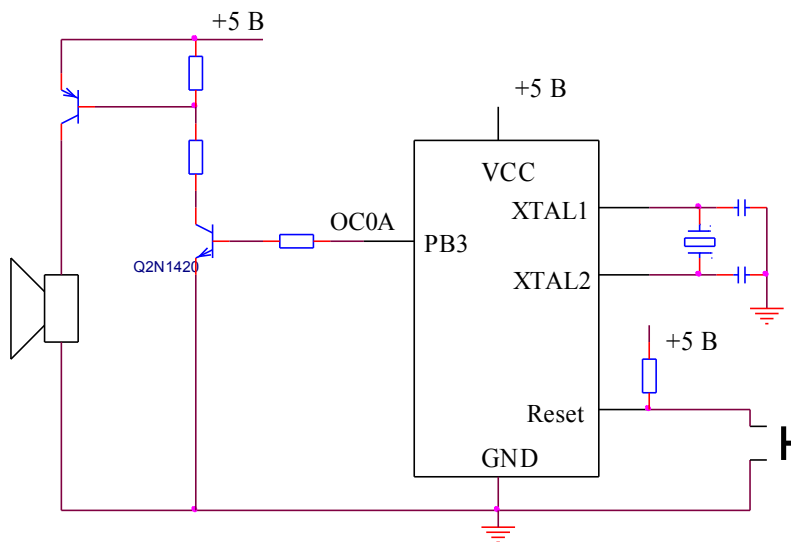 +5 В
+5 В
VCC
XTAL1
OC0A
PB3
Q2N1420
XTAL2
+5 В
Reset
GND